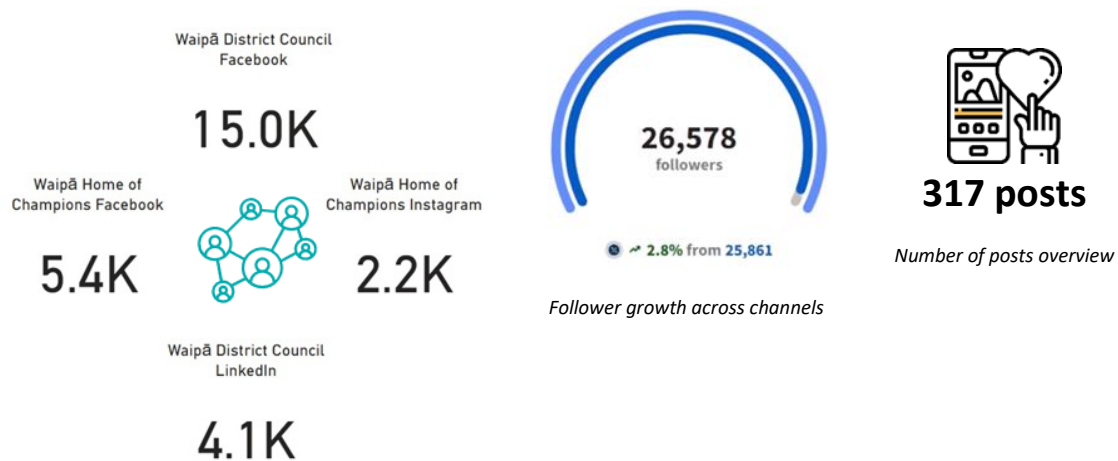 Waipā District Council
Facebook
15.0K
Waipā Home of
Champions Facebook
5.4K
Waipā Home of
Champions Instagram
2.2K
Waipā District Council
LinkedIn
4.1K
26,578
followers
2.8% from 25,861
Follower growth across channels
317 posts
Number of posts overview